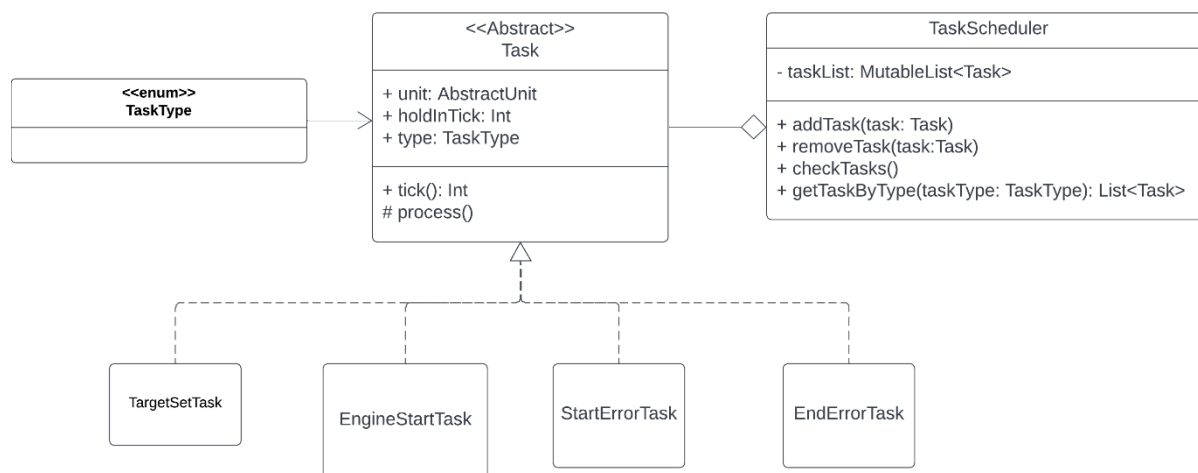 <<enum>>
TaskType
<<Abstract>>
Task
+ unit: AbstractUnit
+ holdInTick: Int
+ type: TaskType
+ tick(): Int
# process()
TaskScheduler
- taskList: MutableList<Task>
+ addTask(task: Task)
+ removeTask(task:Task)
+ checkTasks()
+ getTaskByType(taskType: TaskType): List<Task>
TargetSetTask
EngineStartTask
StartErrorTask
EndErrorTask